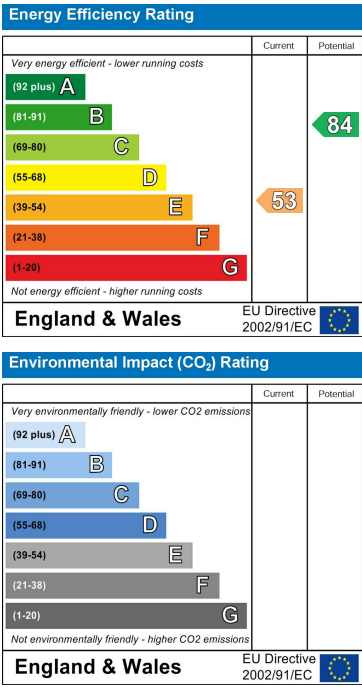 Energy Efficiency Rating
Current Potential
Very energy efficient - lower running costs
(92 plus) A
(81-91) B
84
(69-80) C
(55-68) D
(39-54) E
53
(21-38) F
(1-20) G
Not energy efficient - higher running costs
England & Wales
EU Directive
2002/91/EC
Environmental Impact (CO₂) Rating
Current Potential
Very environmentally friendly - lower CO2 emissions
(92 plus) A
(81-91) B
(69-80) C
(55-68) D
(39-54) E
(21-38) F
(1-20) G
Not environmentally friendly - higher CO2 emissions
England & Wales
EU Directive
2002/91/EC